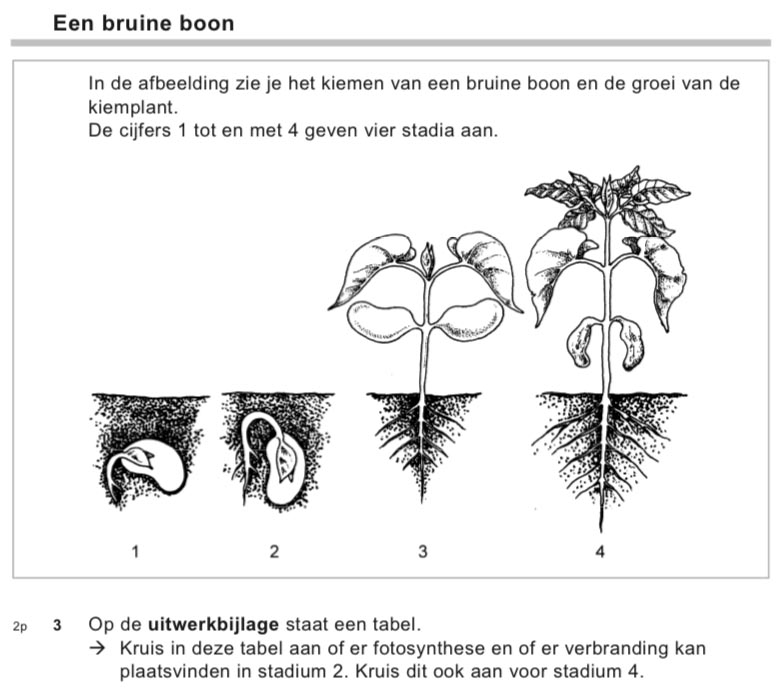 Een bruine boon
In de afbeelding zie je het kiemen van een bruine boon en de groei van de
kiemplant.
De cijfers 1 tot en met 4 geven vier stadia aan.
1 2 3 4
2p 3 Op de uitwerkbijlage staat een tabel.
→ Kruis in deze tabel aan of er fotosynthese en of er verbranding kan
plaatsvinden in stadium 2. Kruis dit ook aan voor stadium 4.